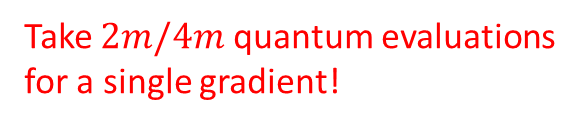 Take 2m/4m quantum evaluations
for a single gradient!